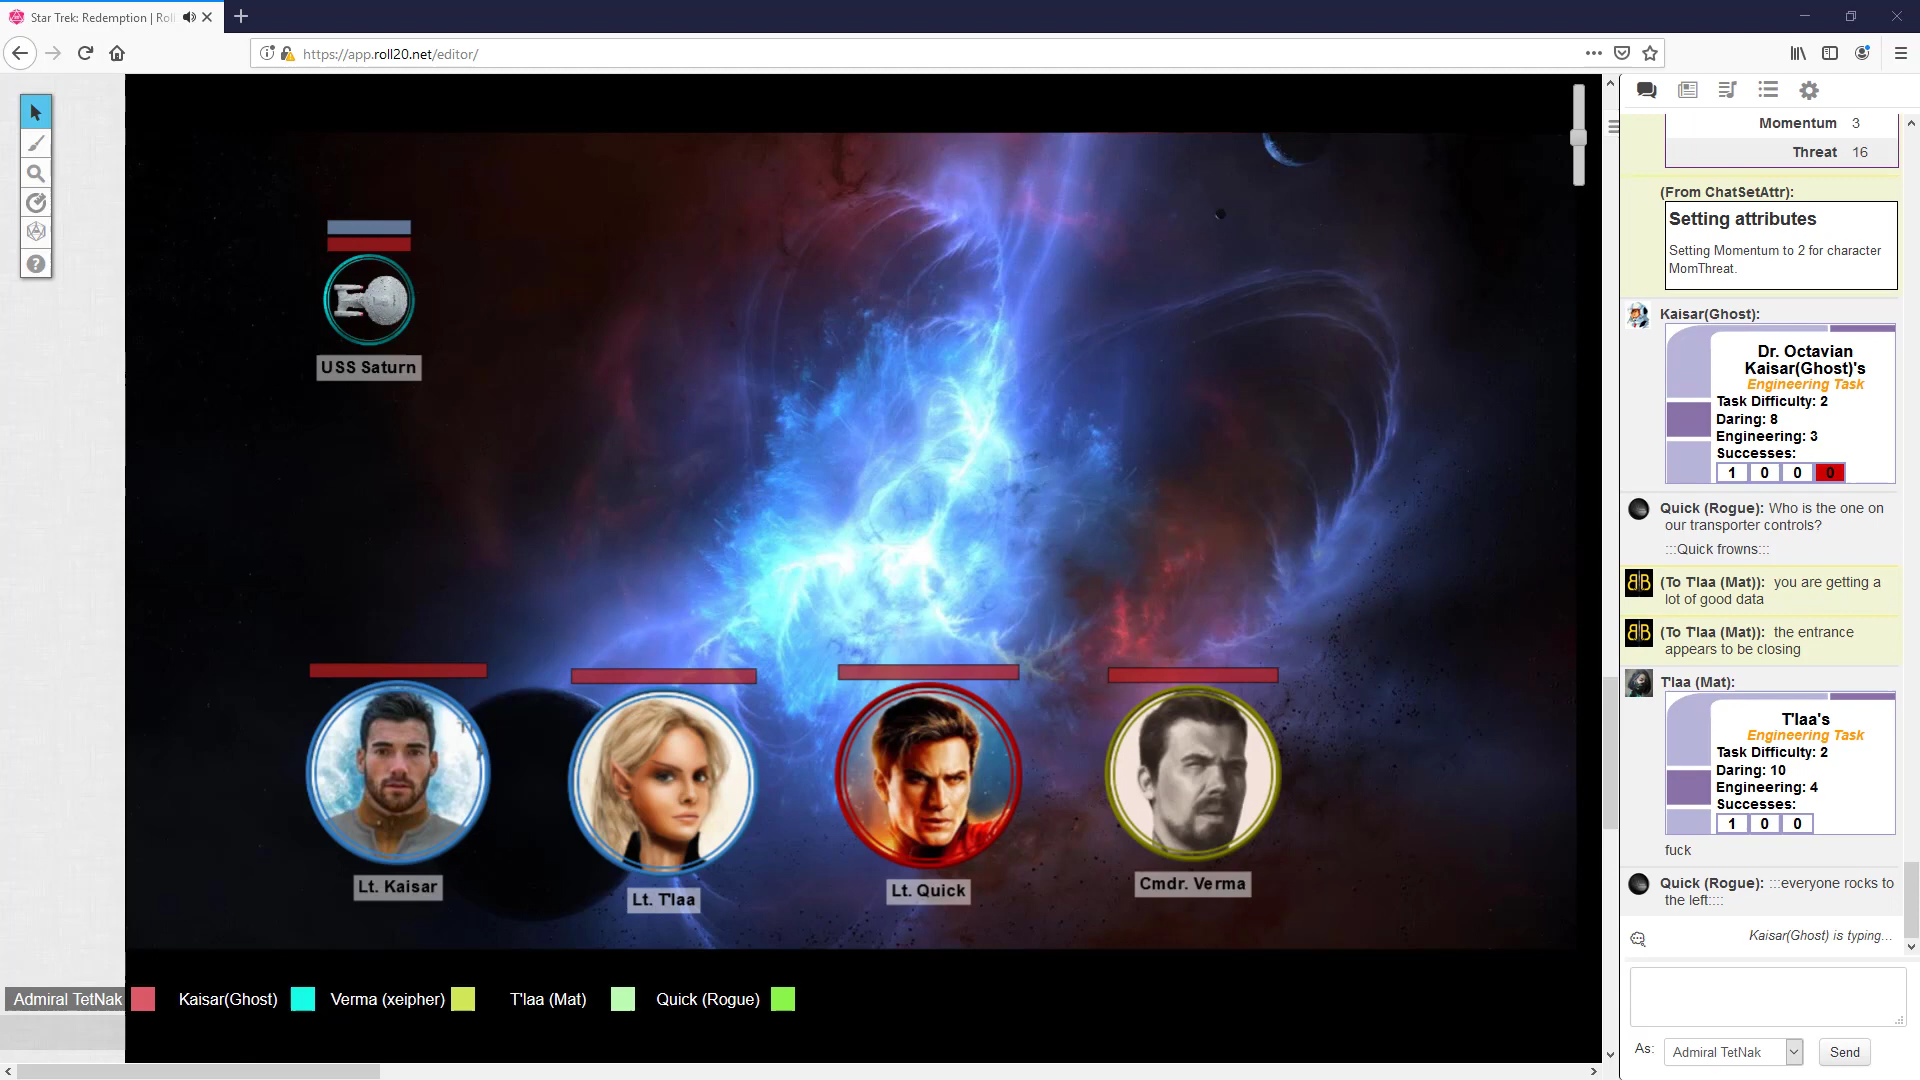 Star Trek: Redemption | Roll
https://app.roll20.net/editor/
USS Saturn
Lt. Kaisar
Lt. T'laa
Lt. Quick
Cmdr. Verma
Admiral TetNak
Kaisar(Ghost)
Verma (xeipher)
T'laa (Mat)
Quick (Rogue)
Momentum 3
Threat 16
(From ChatSetAttr):
Setting attributes
Setting Momentum to 2 for character
MomThreat.
Kaisar(Ghost):
Dr. Octavian
Kaisar(Ghost)'s
Engineering Task
Task Difficulty: 2
Daring: 8
Engineering: 3
Successes:
1 0 0 0
Quick (Rogue): Who is the one on
our transporter controls?
:::Quick frowns:::
(To T'laa (Mat)): you are getting a
lot of good data
(To T'laa (Mat)): the entrance
appears to be closing
T'laa (Mat):
T'laa's
Engineering Task
Task Difficulty: 2
Daring: 10
Engineering: 4
Successes:
1 0 0
fuck
Quick (Rogue): :::everyone rocks to
the left::::
Kaisar(Ghost) is typing...
As: Admiral TetNak Send